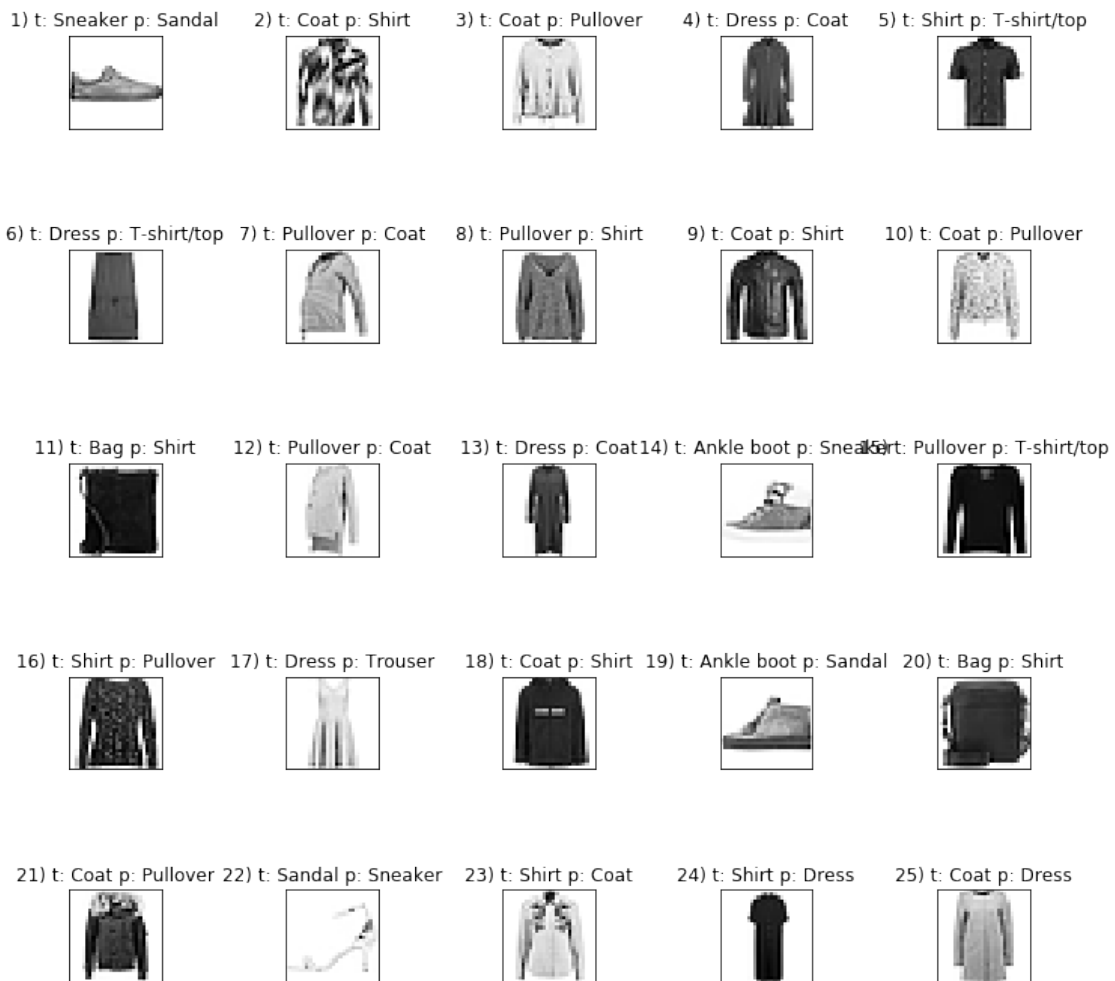 1) t: Sneaker p: Sandal
2) t: Coat p: Shirt
3) t: Coat p: Pullover
4) t: Dress p: Coat
5) t: Shirt p: T-shirt/top
6) t: Dress p: T-shirt/top
7) t: Pullover p: Coat
8) t: Pullover p: Shirt
9) t: Coat p: Shirt
10) t: Coat p: Pullover
11) t: Bag p: Shirt
12) t: Pullover p: Coat
13) t: Dress p: Coat
14) t: Ankle boot p: Sneaker
15) t: Pullover p: T-shirt/top
16) t: Shirt p: Pullover
17) t: Dress p: Trouser
18) t: Coat p: Shirt
19) t: Ankle boot p: Sandal
20) t: Bag p: Shirt
21) t: Coat p: Pullover
22) t: Sandal p: Sneaker
23) t: Shirt p: Coat
24) t: Shirt p: Dress
25) t: Coat p: Dress